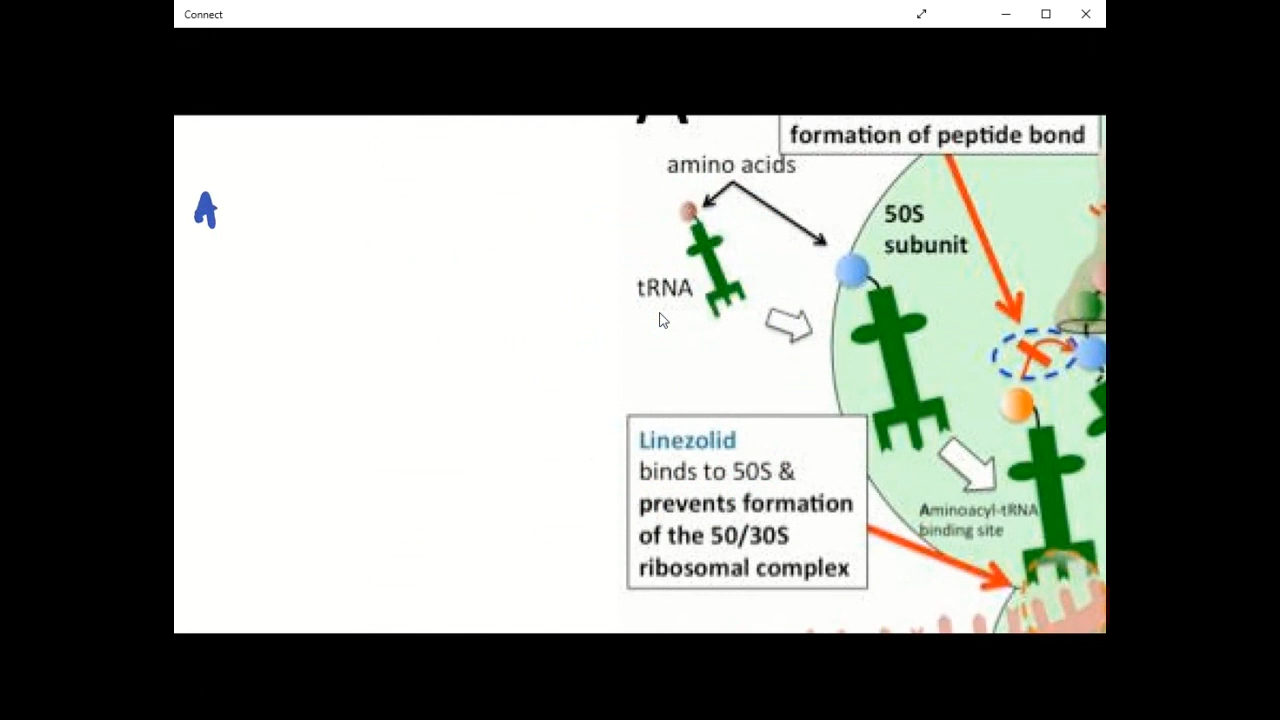 Connect
formation of peptide bond
amino acids
50S
subunit
tRNA
A
Linezolid
binds to 50S &
prevents formation
of the 50/30S
ribosomal complex
Aminoacyl-tRNA
binding site